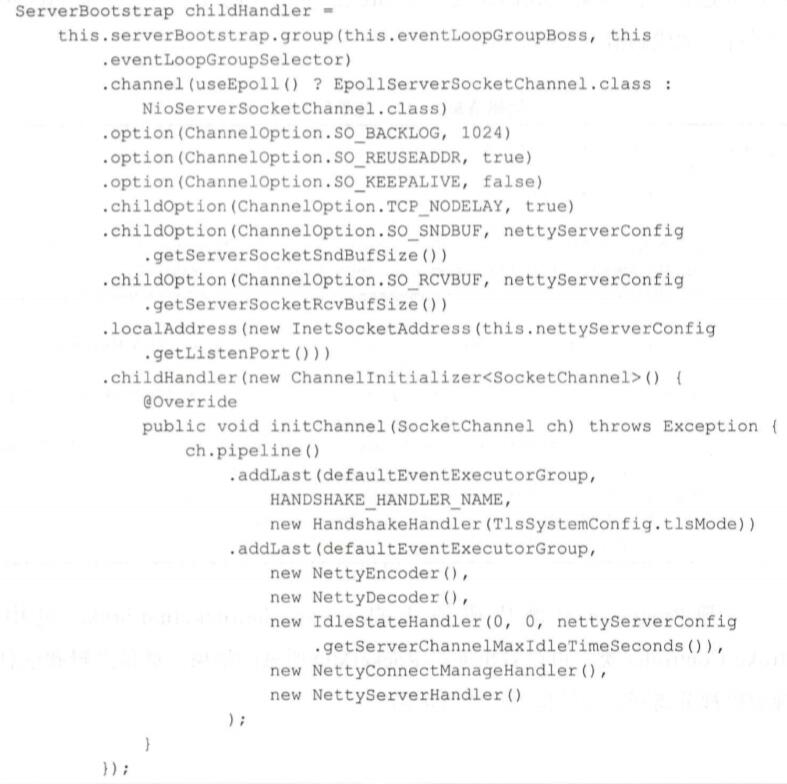 ServerBootstrap childHandler =
    this.serverBootstrap.group(this.eventLoopGroupBoss, this
        .eventLoopGroupSelector)
        .channel(useEpoll() ? EpollServerSocketChannel.class :
            NioServerSocketChannel.class)
        .option(ChannelOption.SO_BACKLOG, 1024)
        .option(ChannelOption.SO_REUSEADDR, true)
        .option(ChannelOption.SO_KEEPALIVE, false)
        .childOption(ChannelOption.TCP_NODELAY, true)
        .childOption(ChannelOption.SO_SNDBUF, nettyServerConfig
            .getServerSocketSndBufSize())
        .childOption(ChannelOption.SO_RCVBUF, nettyServerConfig
            .getServerSocketRcvBufSize())
        .localAddress(new InetSocketAddress(this.nettyServerConfig
            .getListenPort()))
        .childHandler(new ChannelInitializer<SocketChannel>() {
            @Override
            public void initChannel(SocketChannel ch) throws Exception {
                ch.pipeline()
                    .addLast(defaultEventExecutorGroup,
                        HANDSHAKE_HANDLER_NAME,
                        new HandshakeHandler(TlsSystemConfig.tlsMode))
                    .addLast(defaultEventExecutorGroup,
                        new NettyEncoder(),
                        new NettyDecoder(),
                        new IdleStateHandler(0, 0, nettyServerConfig
                            .getServerChannelMaxIdleTimeSeconds()),
                        new NettyConnectManageHandler(),
                        new NettyServerHandler()
                    );
            }
        });